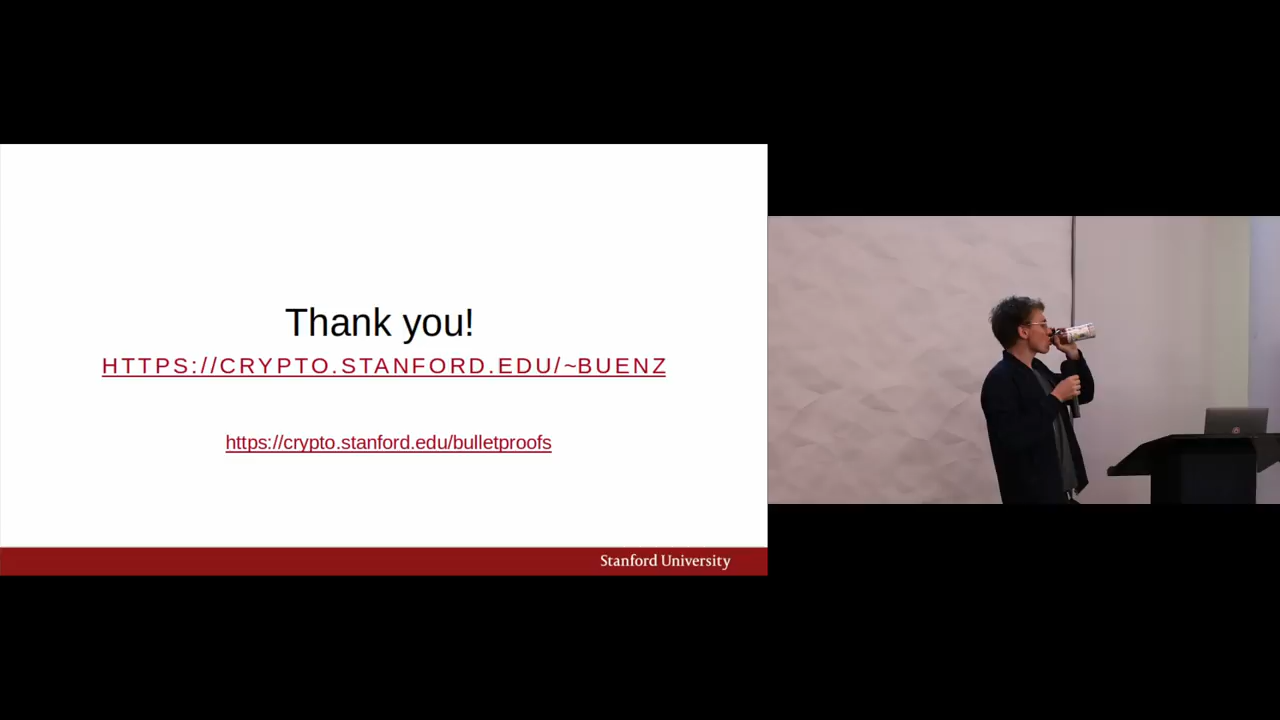 Thank you!
HTTPS://CRYPTO.STANFORD.EDU/~BUENZ
https://crypto.stanford.edu/bulletproofs
Stanford University